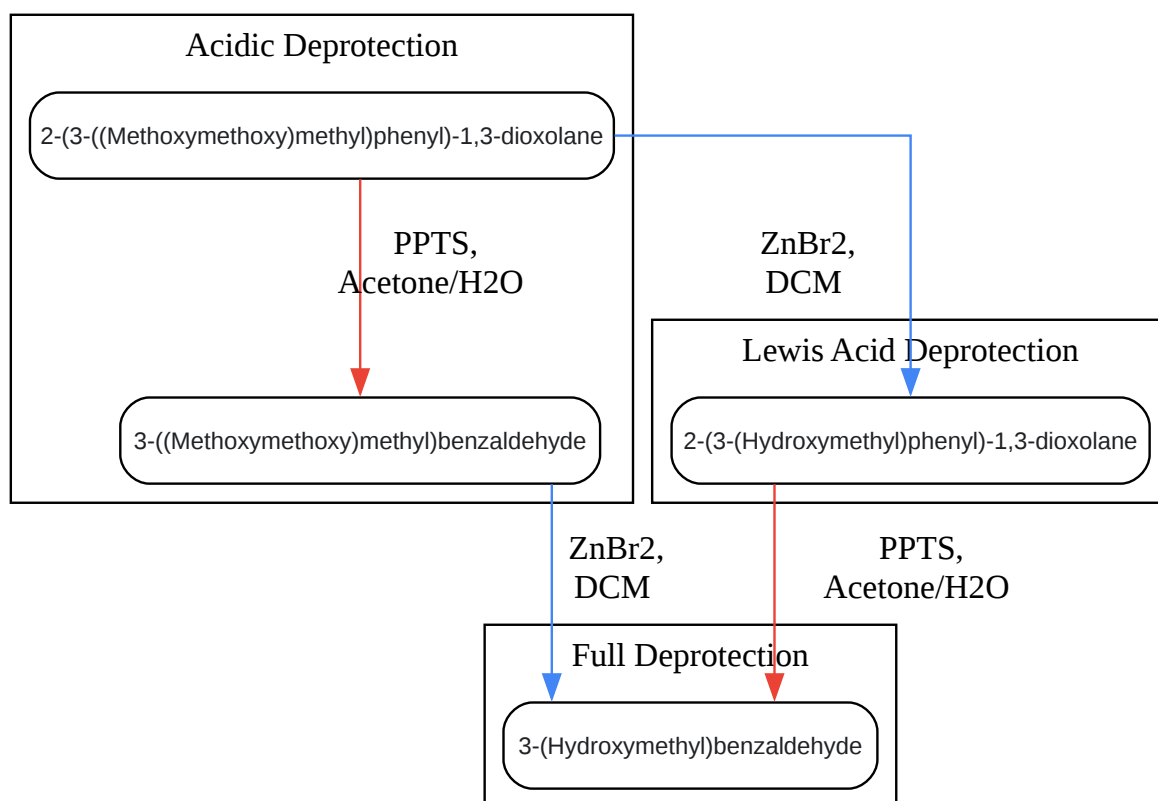 Acidic Deprotection
2-(3-((Methoxymethoxy)methyl)phenyl)-1,3-dioxolane
PPTS,
Acetone/H2O
ZnBr2,
DCM
Lewis Acid Deprotection
3-((Methoxymethoxy)methyl)benzaldehyde
2-(3-(Hydroxymethyl)phenyl)-1,3-dioxolane
ZnBr2,
DCM
PPTS,
Acetone/H2O
Full Deprotection
3-(Hydroxymethyl)benzaldehyde